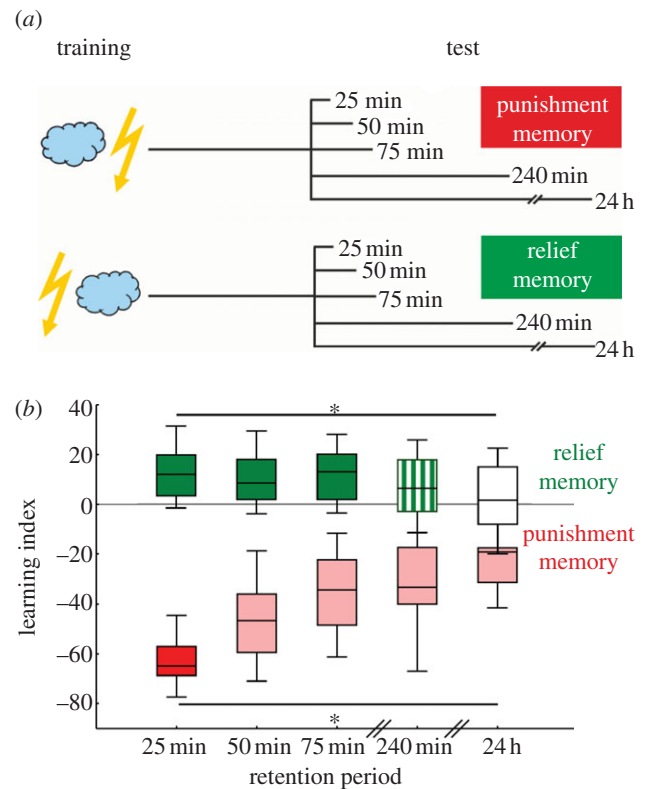 (a)
training
test
25 min
50 min
75 min
240 min
24 h
punishment
memory
25 min
50 min
75 min
240 min
24 h
relief
memory
(b)
40
20
0
–20
–40
–60
–80
learning index
*
relief
memory
punishment
memory
*
25 min
50 min
75 min
240 min
24 h
retention period